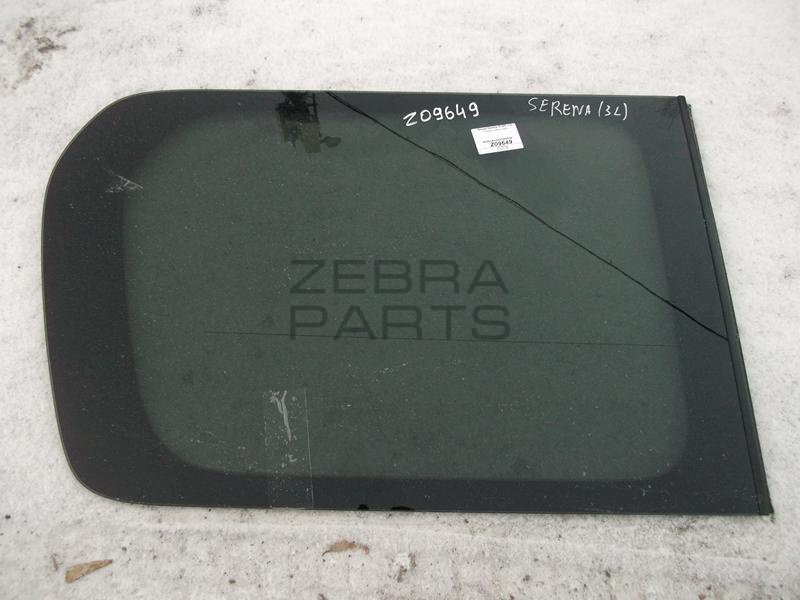 Z09649
SERENA (3L)
Z09649
ZEBRA
PARTS